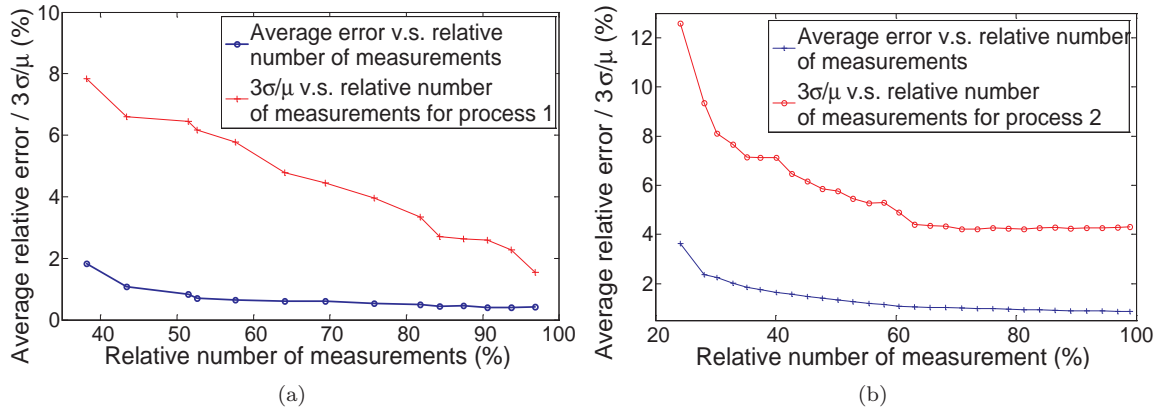 Average relative error / 3σ/μ (%)
10
8
6
4
2
0
40
50
60
70
80
90
100
Relative number of measurements (%)
Average error v.s. relative
number of measurements
3σ/μ v.s. relative number
of measurements for process 1
(a)
Average relative error / 3σ/μ (%)
12
10
8
6
4
2
20
40
60
80
100
Relative number of measurement (%)
Average error v.s. relative number
of measurements
3σ/μ v.s. relative number
of measurements for process 2
(b)